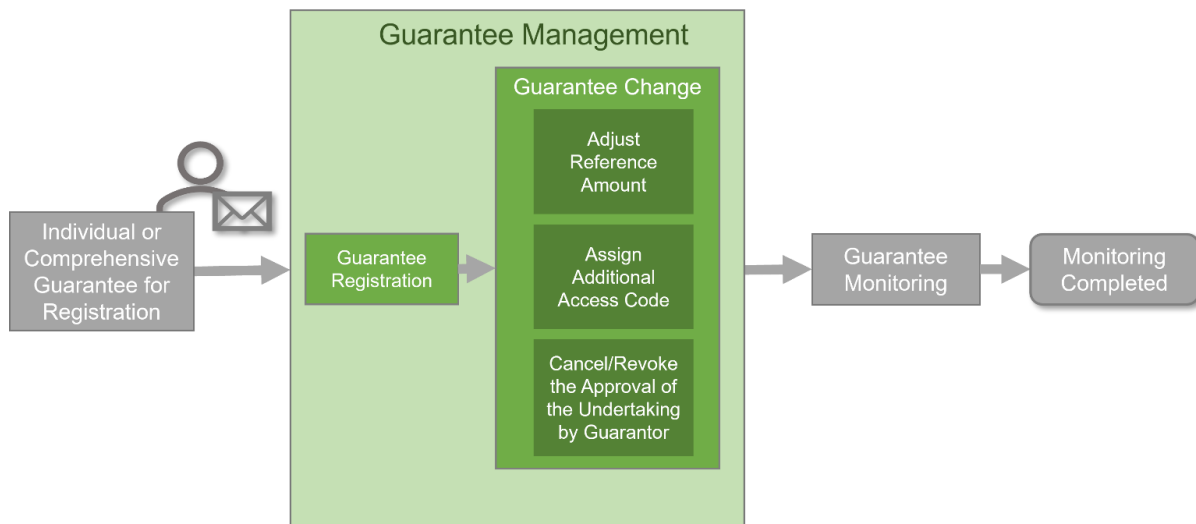 Guarantee Management
Individual or
Comprehensive
Guarantee for
Registration
Guarantee
Registration
Guarantee Change
Adjust
Reference
Amount
Assign
Additional
Access Code
Cancel/Revoke
the Approval of
the Undertaking
by Guarantor
Guarantee
Monitoring
Monitoring
Completed